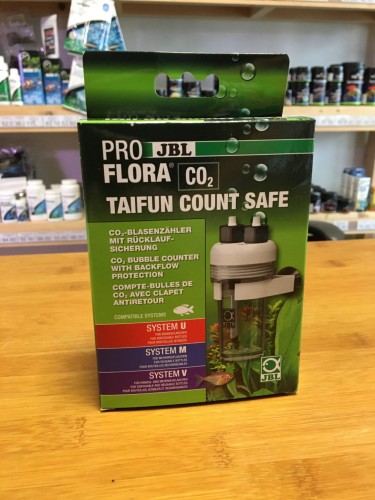 PRO JBL
FLORA® CO₂
TAIFUN COUNT SAFE
CO₂-BLASENZÄHLER
MIT RÜCKLAUF-
SICHERUNG
CO₂ BUBBLE COUNTER
WITH BACKFLOW
PROTECTION
COMPTE-BULLES DE
CO₂ AVEC CLAPET
ANTIRETOUR
COMPATIBLE SYSTEMS
SYSTEM U
SYSTEM M
SYSTEM V
JBL
JBL